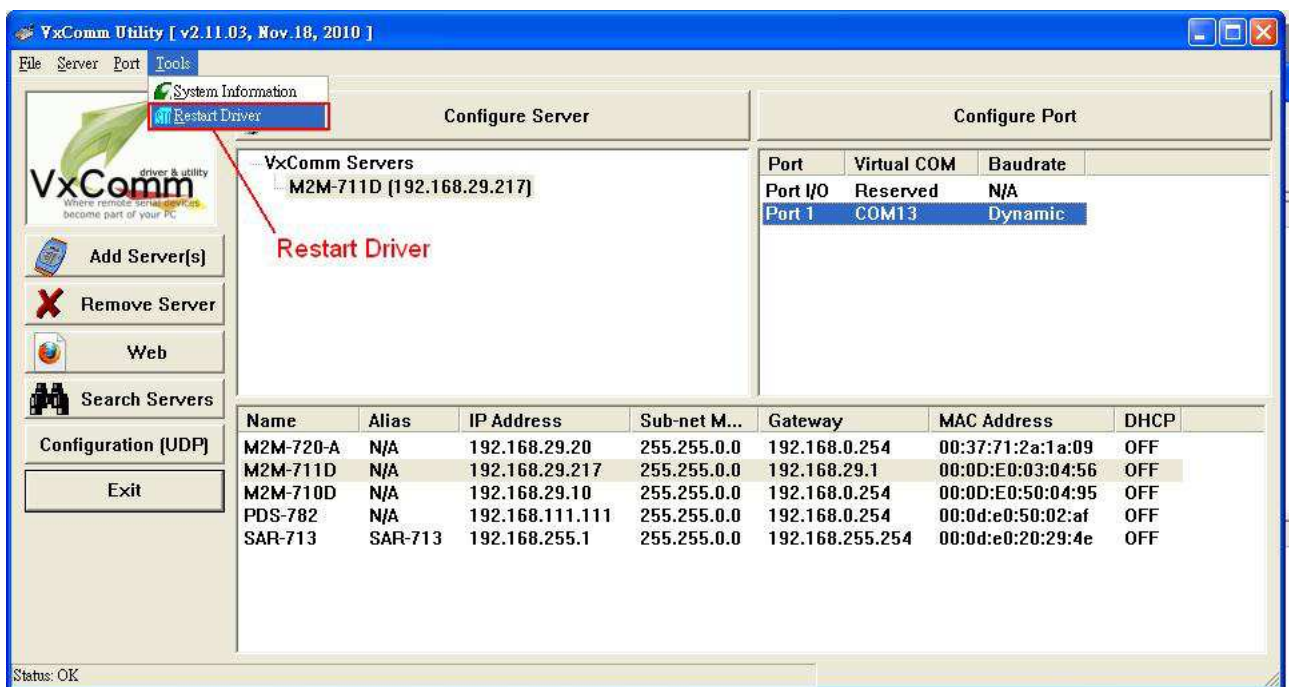 VxComm Utility [ v2.11.03, Nov.18, 2010 ]
File Server Port Tools
System Information
Restart Driver
Configure Server
Configure Port
VxComm
driver & utility
Where remote serial devices
become part of your PC
Add Server(s)
Remove Server
Web
Search Servers
Configuration (UDP)
Exit
VxComm Servers
M2M-711D (192.168.29.217)
Restart Driver
Port Virtual COM Baudrate
Port I/O Reserved N/A
Port 1 COM13 Dynamic
Name Alias IP Address Sub-net M... Gateway MAC Address DHCP
M2M-720-A N/A 192.168.29.20 255.255.0.0 192.168.0.254 00:37:71:2a:1a:09 OFF
M2M-711D N/A 192.168.29.217 255.255.0.0 192.168.29.1 00:0D:E0:03:04:56 OFF
M2M-710D N/A 192.168.29.10 255.255.0.0 192.168.0.254 00:0D:E0:50:04:95 OFF
PDS-782 N/A 192.168.111.111 255.255.0.0 192.168.0.254 00:0d:e0:50:02:af OFF
SAR-713 SAR-713 192.168.255.1 255.255.0.0 192.168.255.254 00:0d:e0:20:29:4e OFF
Status: OK